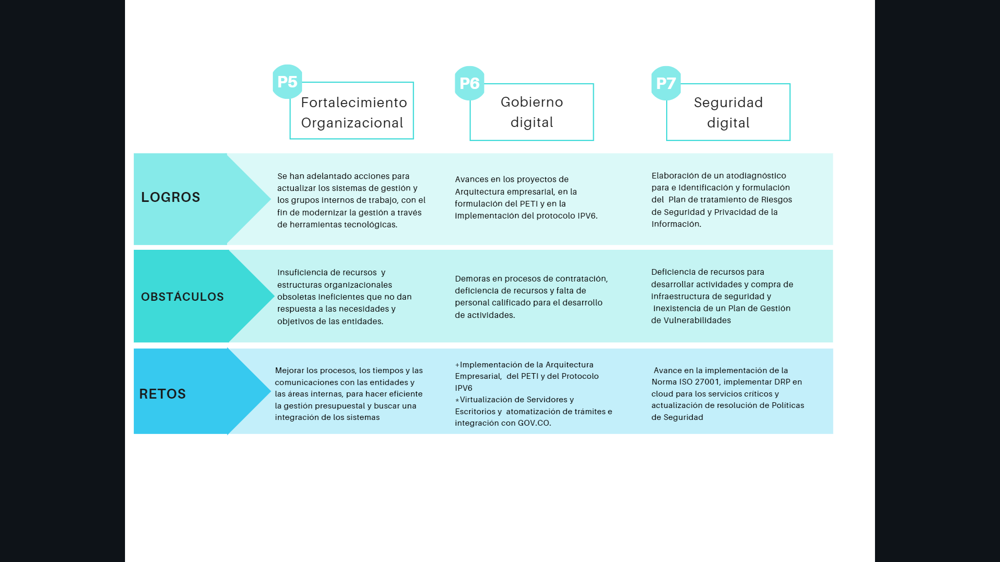 P5
Fortalecimiento
Organizacional
P6
Gobierno
digital
P7
Seguridad
digital
LOGROS
Se han adelantado acciones para
actualizar los sistemas de gestión y
los grupos internos de trabajo, con el
fin de modernizar la gestión a través
de herramientas tecnológicas.
Avances en los proyectos de
Arquitectura empresarial, en la
formulación del PETI y en la
implementación del protocolo IPV6.
Elaboración de un atodiagnóstico
para e Identificación y formulación
del  Plan de tratamiento de Riesgos
de Seguridad y Privacidad de la
Información.
OBSTÁCULOS
Insuficiencia de recursos  y
estructuras organizacionales
obsoletas ineficientes que no dan
respuesta a las necesidades y
objetivos de las entidades.
Demoras en procesos de contratación,
deficiencia de recursos y falta de
personal calificado para el desarrollo
de actividades.
Deficiencia de recursos para
desarrollar actividades y compra de
infraestructura de seguridad y
inexistencia de un Plan de Gestión
de Vulnerabilidades
RETOS
Mejorar los procesos, los tiempos y las
comunicaciones con las entidades y
las áreas internas, para hacer eficiente
la gestión presupuestal y buscar una
integración de los sistemas
+Implementación de la Arquitectura
Empresarial,  del PETI y del Protocolo
IPV6
*Virtualización de Servidores y
Escritorios y  atomatización de trámites e
integración con GOV.CO.
Avance en la implementación de la
Norma ISO 27001, implementar DRP en
cloud para los servicios críticos y
actualización de resolución de Políticas
de Seguridad